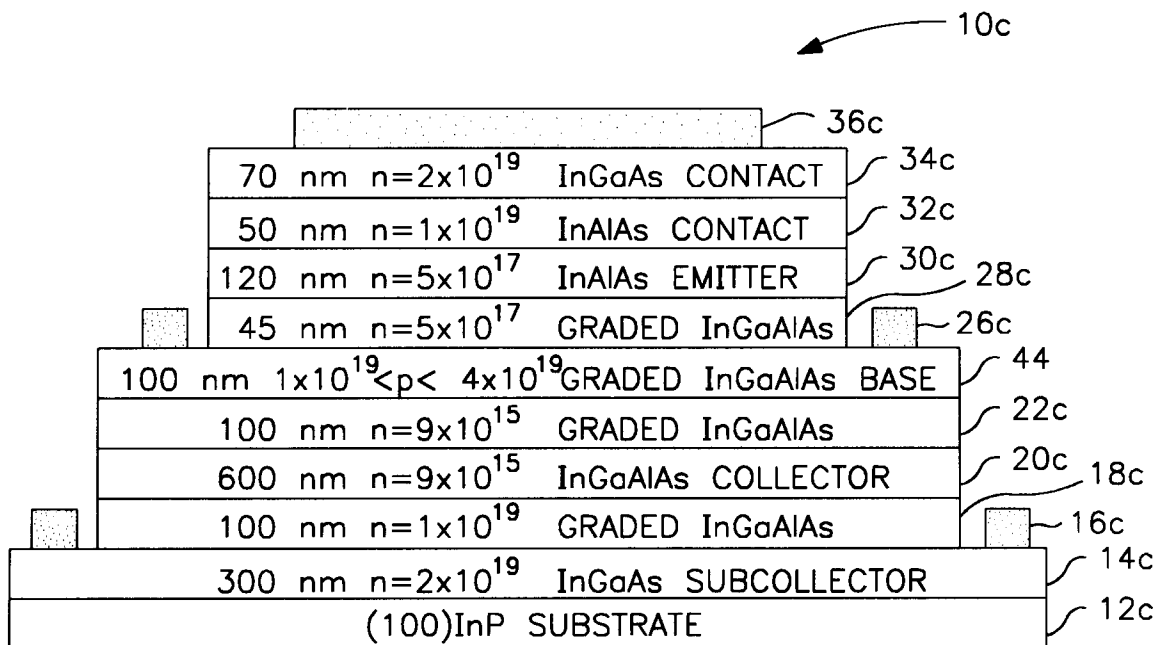 10c
36c
70 nm n=2x10^19 InGaAs CONTACT 34c
50 nm n=1x10^19 InAlAs CONTACT 32c
120 nm n=5x10^17 InAlAs EMITTER 30c
45 nm n=5x10^17 GRADED InGaAlAs 28c
26c
100 nm 1x10^19<p< 4x10^19 GRADED InGaAlAs BASE 44
100 nm n=9x10^15 GRADED InGaAlAs 22c
600 nm n=9x10^15 InGaAlAs COLLECTOR 20c
100 nm n=1x10^19 GRADED InGaAlAs 18c
16c
300 nm n=2x10^19 InGaAs SUBCOLLECTOR 14c
(100)InP SUBSTRATE 12c